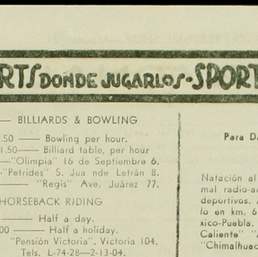 RTS DONDE JUGARLOS-SPORT
— BILLIARDS & BOWLING
.50 —— Bowling per hour.
1.50— Billiard table, per hour
—"Olimpia" 16 de Septiembre 6.
—"Petrides" S. Jua nde Letrán 8.
"Regis" Ave. Juárez 77.
HORSEBACK RIDING
—— Half a day.
00 —— Half a holiday.
"Pensión Victoria". Victoria 104.
Tels. L-74-28—2-13-04.
Para D
Natación al
mal radio-ac
deportivos. A
lo en km. 6
xico-Puebla.
Caliente" A
"Chimalhuac